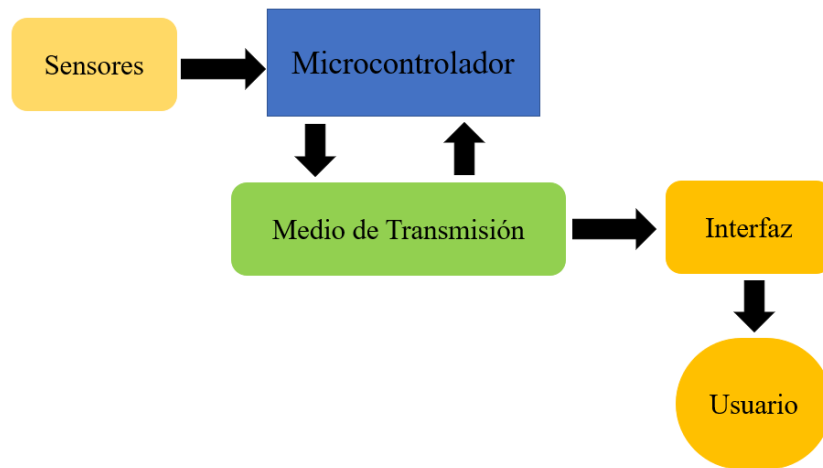 Sensores
Microcontrolador
Medio de Transmisión
Interfaz
Usuario